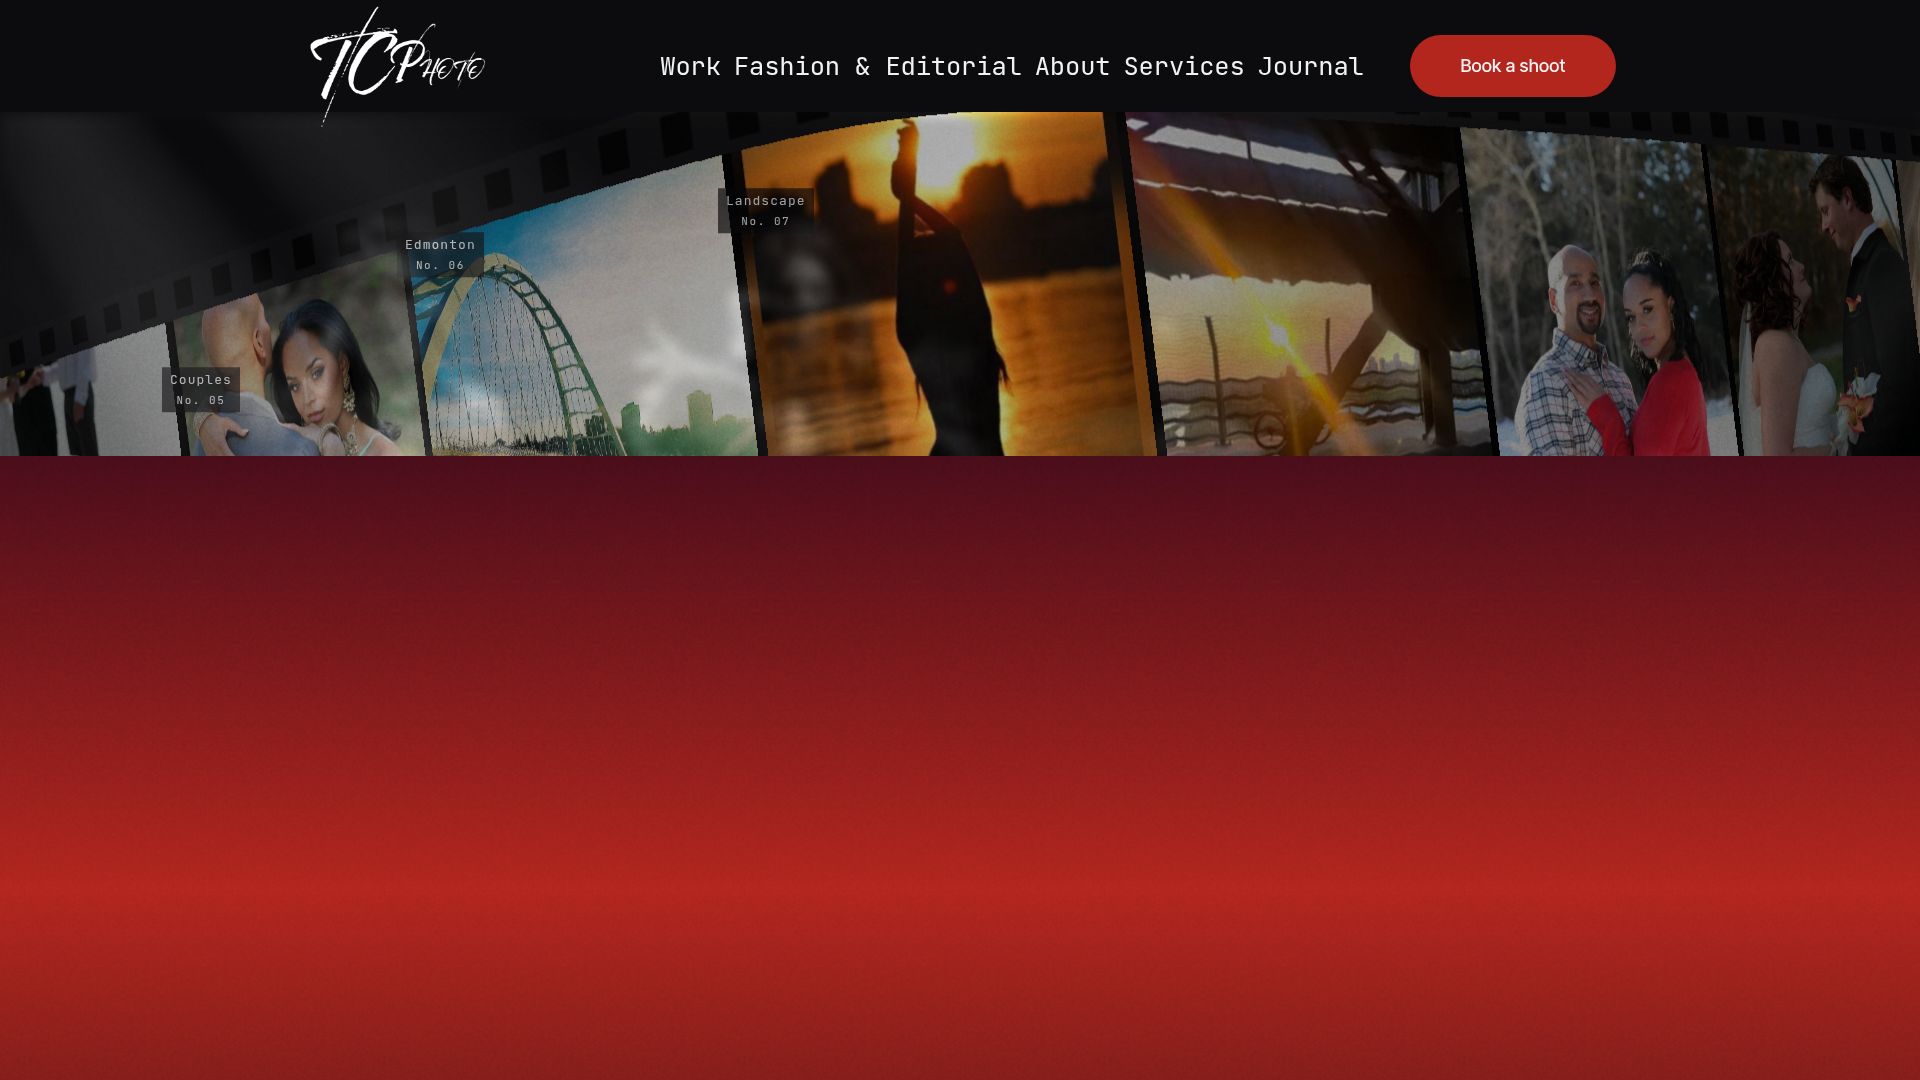 TCPhoto
Work Fashion & Editorial About Services Journal
Book a shoot
Landscape
No. 07
Edmonton
No. 06
Couples
No. 05